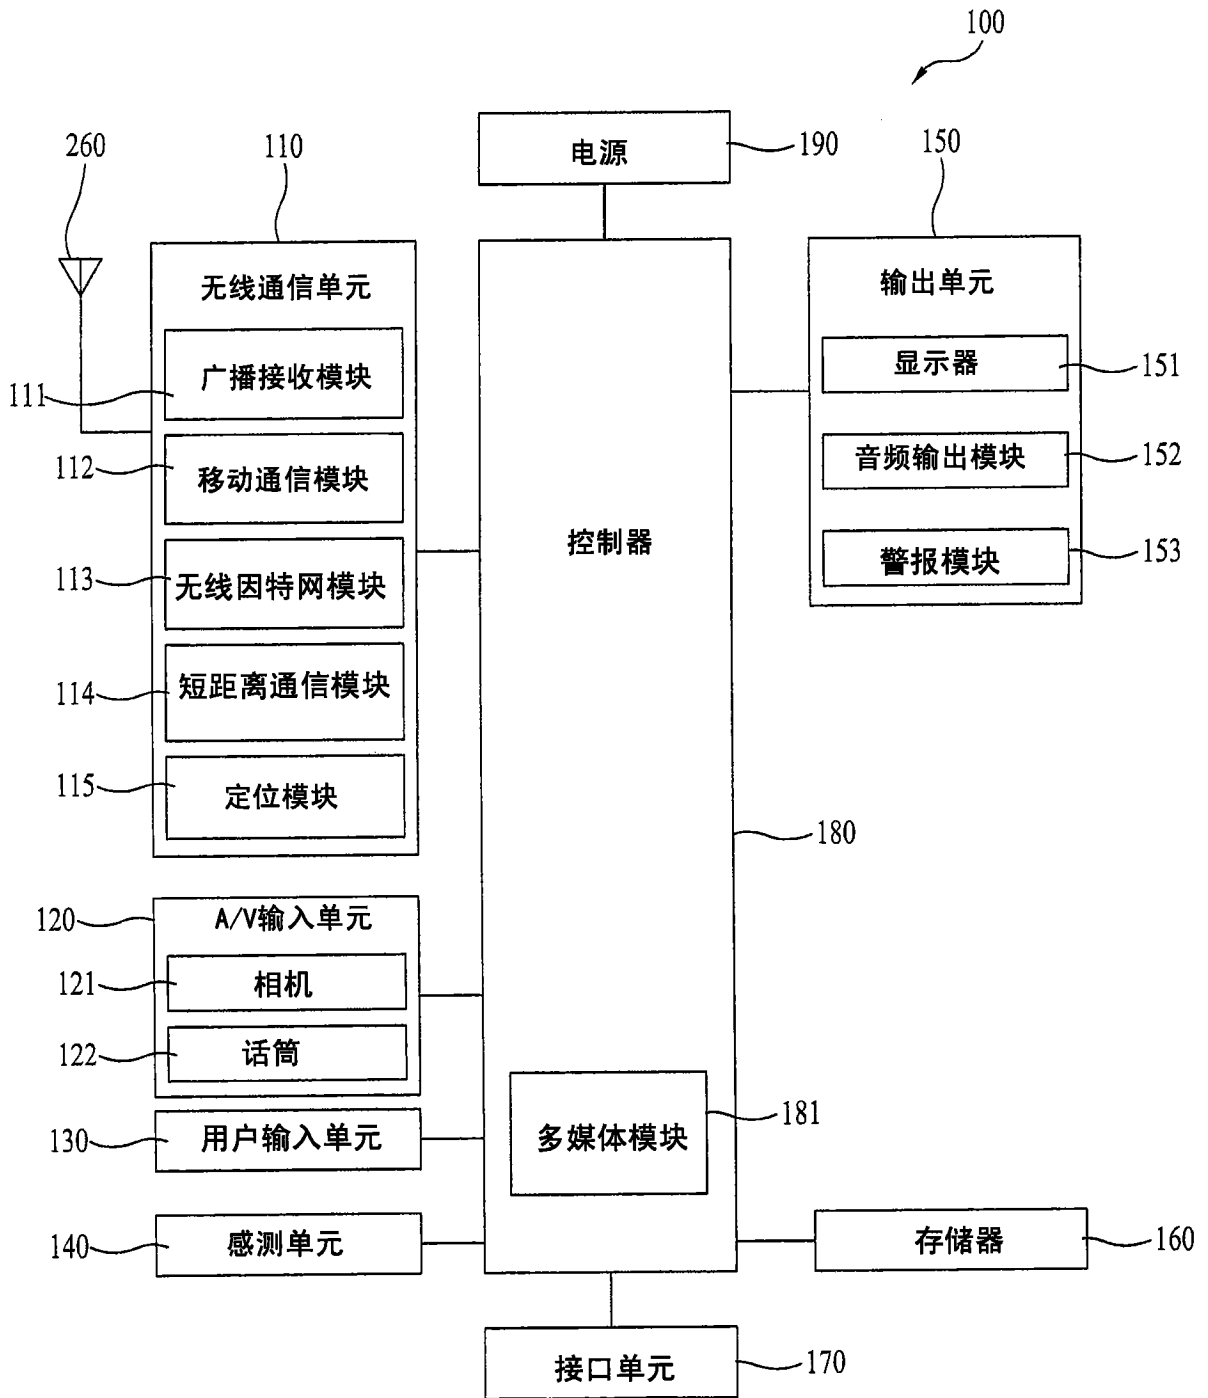 100
电源
190
260
110
150
无线通信单元
输出单元
广播接收模块
111
显示器
151
移动通信模块
112
音频输出模块
152
控制器
无线因特网模块
113
警报模块
153
短距离通信模块
114
定位模块
115
180
A/V输入单元
120
相机
121
话筒
122
多媒体模块
181
用户输入单元
130
感测单元
140
存储器
160
接口单元
170